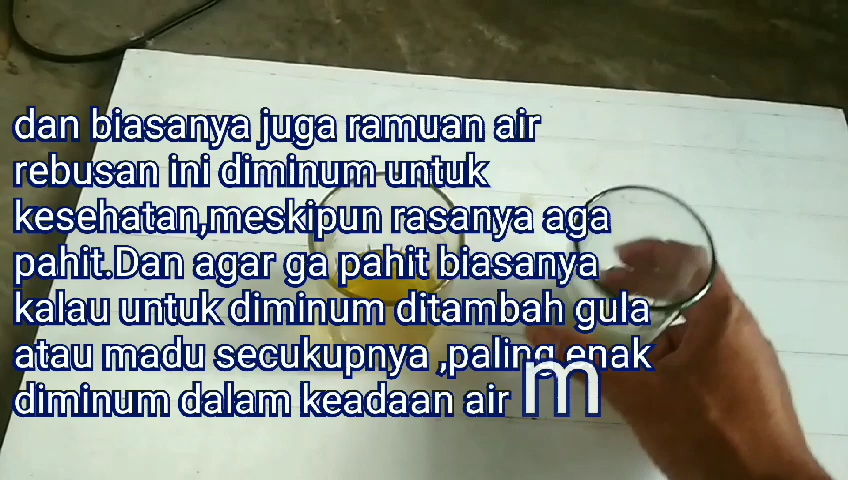 dan biasanya juga ramuan air
rebusan ini diminum untuk
kesehatan,meskipun rasanya aga
pahit.Dan agar ga pahit biasanya
kalau untuk diminum ditambah gula
atau madu secukupnya ,paling enak
diminum dalam keadaan air m